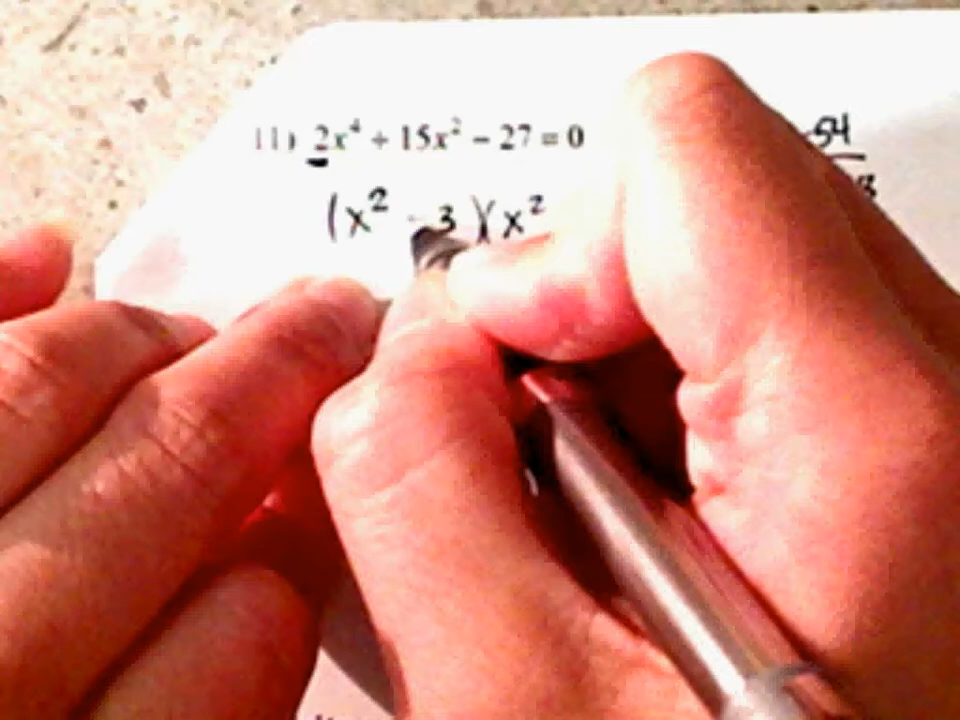 11) 2x⁴ + 15x² − 27 = 0
-54
(x² - 3)(x²